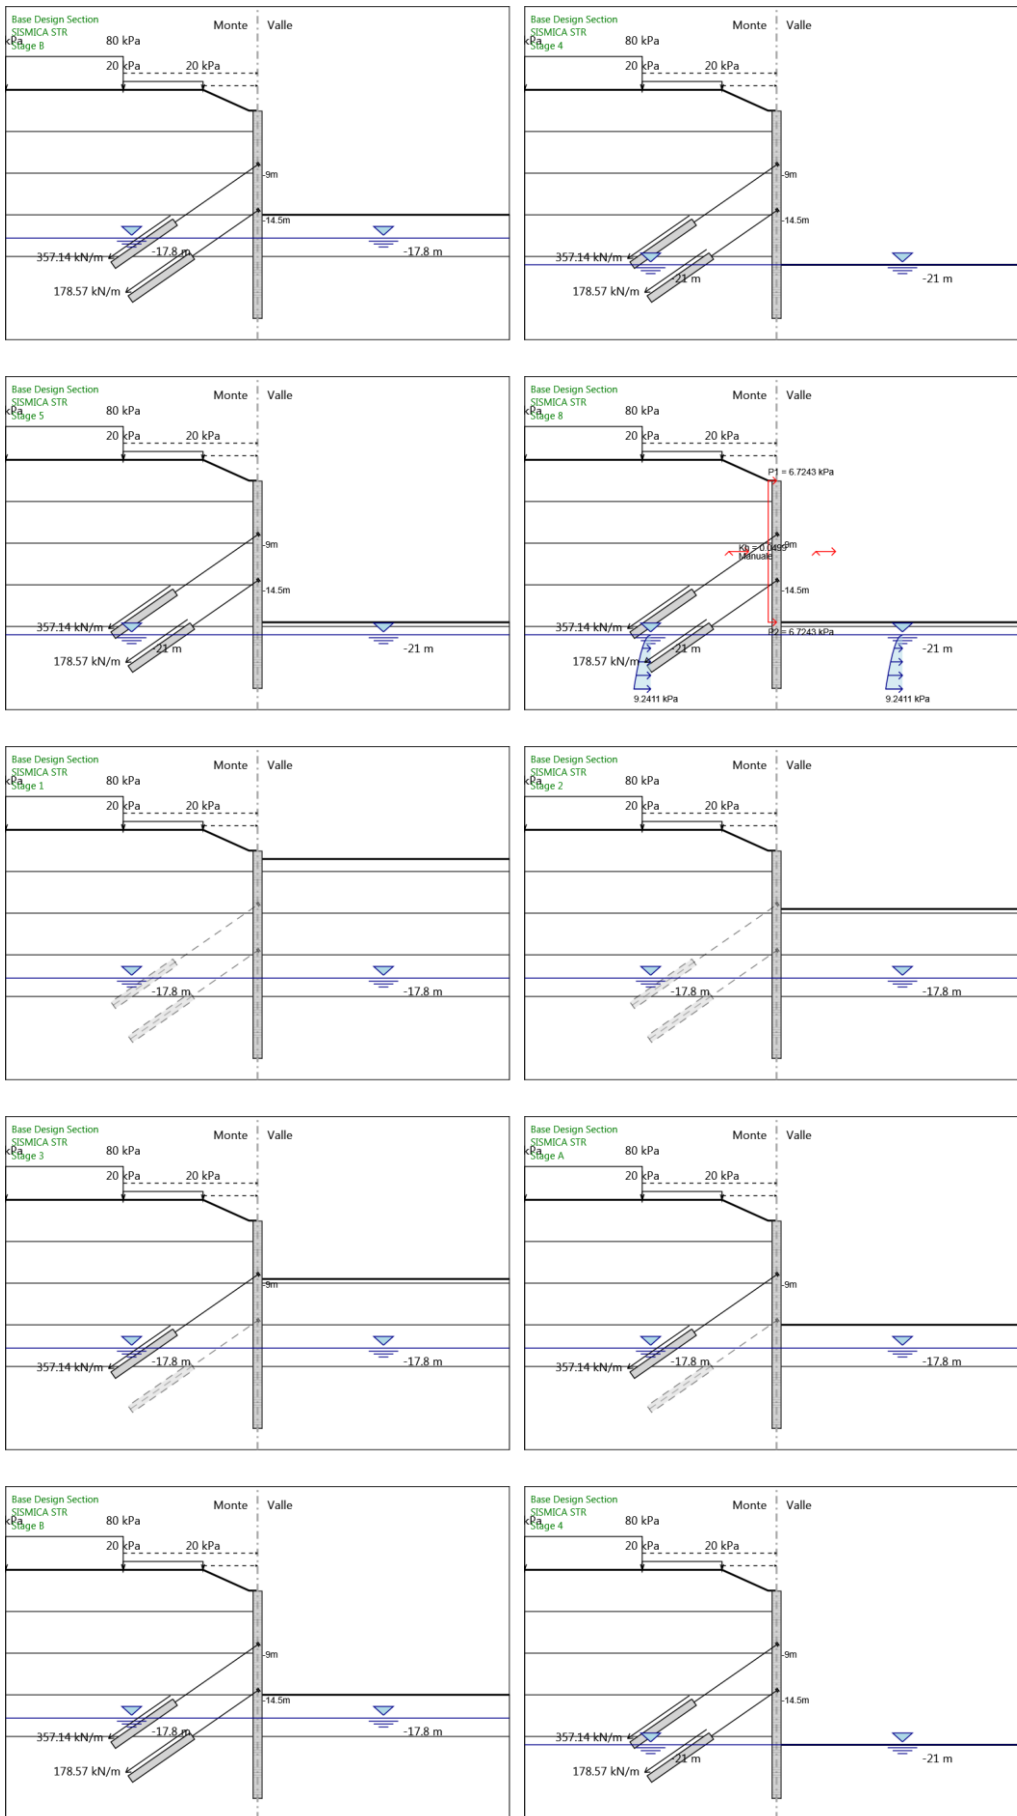 Base Design Section
SISMICA STR
Stage B
kPa
80 kPa
20 kPa
20 kPa
Monte
Valle
-9m
-14.5m
357.14 kN/m
-17.8 m
-17.8 m
178.57 kN/m
Base Design Section
SISMICA STR
Stage 4
kPa
80 kPa
20 kPa
20 kPa
Monte
Valle
-9m
-14.5m
357.14 kN/m
-21 m
-21 m
178.57 kN/m
Base Design Section
SISMICA STR
Stage 5
kPa
80 kPa
20 kPa
20 kPa
Monte
Valle
-9m
-14.5m
357.14 kN/m
-21 m
-21 m
178.57 kN/m
Base Design Section
SISMICA STR
Stage 8
kPa
80 kPa
20 kPa
20 kPa
Monte
Valle
P1 = 6.7243 kPa
Manuale
-9m
-14.5m
357.14 kN/m
P2 = 6.7243 kPa
-21 m
-21 m
178.57 kN/m
9.2411 kPa
9.2411 kPa
Base Design Section
SISMICA STR
Stage 1
kPa
80 kPa
20 kPa
20 kPa
Monte
Valle
-17.8 m
-17.8 m
Base Design Section
SISMICA STR
Stage 2
kPa
80 kPa
20 kPa
20 kPa
Monte
Valle
-17.8 m
-17.8 m
Base Design Section
SISMICA STR
Stage 3
kPa
80 kPa
20 kPa
20 kPa
Monte
Valle
-9m
357.14 kN/m
-17.8 m
-17.8 m
Base Design Section
SISMICA STR
Stage A
kPa
80 kPa
20 kPa
20 kPa
Monte
Valle
-9m
357.14 kN/m
-17.8 m
-17.8 m
Base Design Section
SISMICA STR
Stage B
kPa
80 kPa
20 kPa
20 kPa
Monte
Valle
-9m
-14.5m
357.14 kN/m
-17.8 m
-17.8 m
178.57 kN/m
Base Design Section
SISMICA STR
Stage 4
kPa
80 kPa
20 kPa
20 kPa
Monte
Valle
-9m
-14.5m
357.14 kN/m
-21 m
-21 m
178.57 kN/m